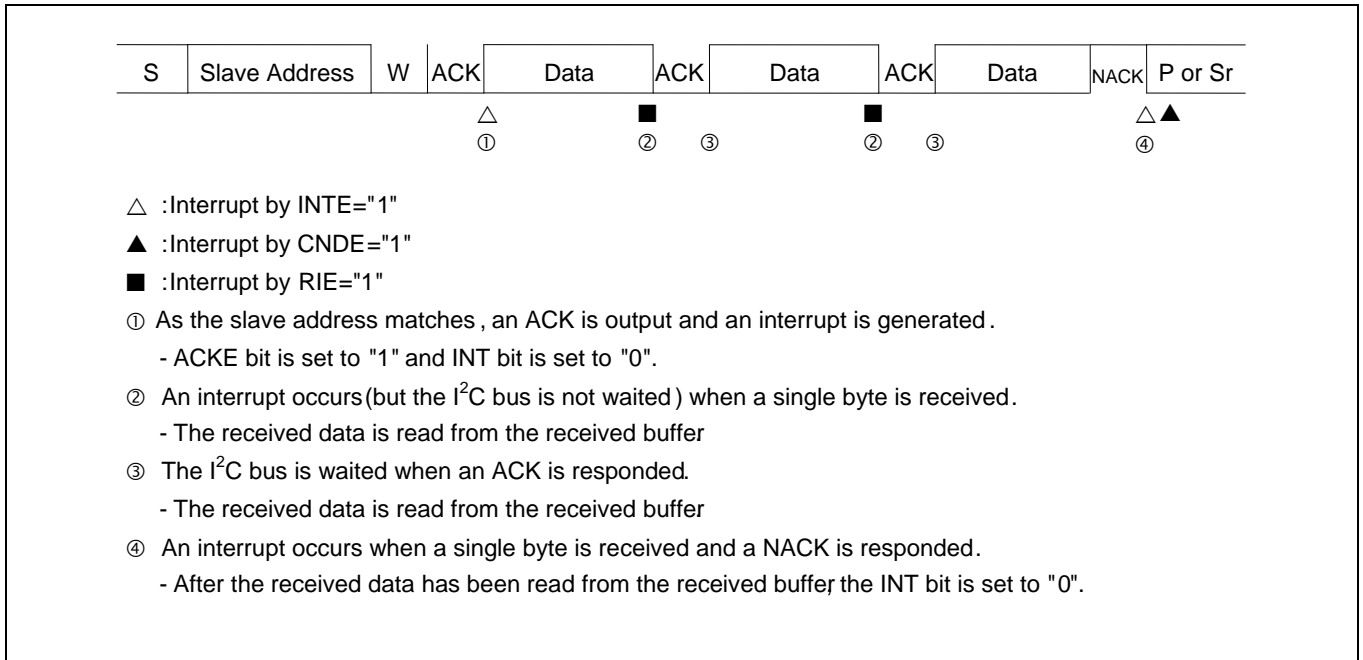 S Slave Address W ACK Data ACK Data ACK Data NACK P or Sr
△ ■ ■ △▲
① ② ③ ② ③ ④
△ :Interrupt by INTE="1"
▲ :Interrupt by CNDE="1"
■ :Interrupt by RIE="1"
① As the slave address matches , an ACK is output and an interrupt is generated .
- ACKE bit is set to "1" and INT bit is set to "0".
② An interrupt occurs(but the I²C bus is not waited) when a single byte is received.
- The received data is read from the received buffer
③ The I²C bus is waited when an ACK is responded.
- The received data is read from the received buffer
④ An interrupt occurs when a single byte is received and a NACK is responded.
- After the received data has been read from the received buffer, the INT bit is set to "0".